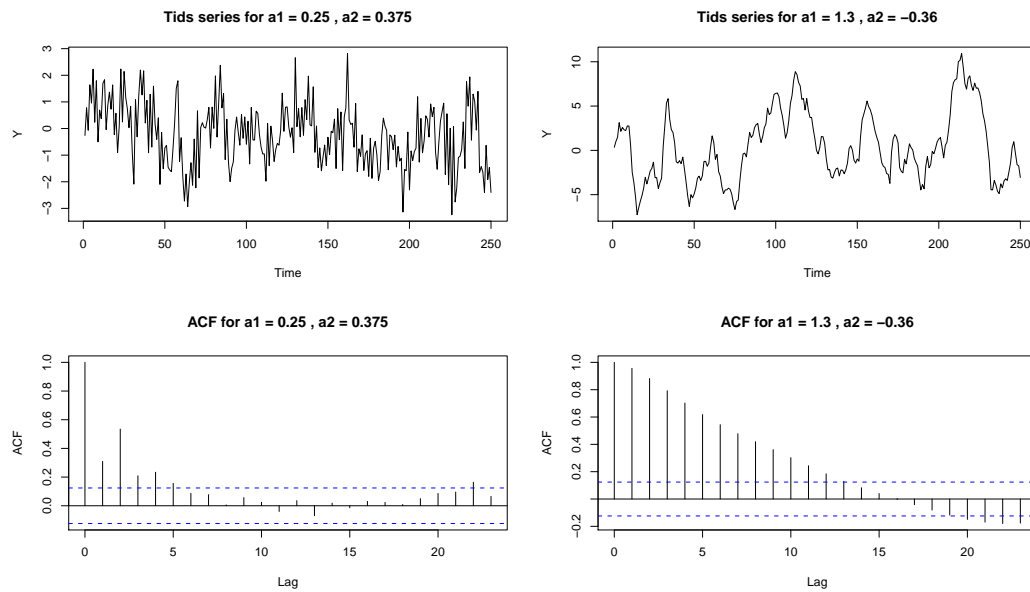 Tids series for a1 = 0.25 , a2 = 0.375
Y
3
2
1
0
−1
−2
−3
0 50 100 150 200 250
Time
Tids series for a1 = 1.3 , a2 = −0.36
Y
10
5
0
−5
0 50 100 150 200 250
Time
ACF for a1 = 0.25 , a2 = 0.375
ACF
1.0
0.8
0.6
0.4
0.2
0.0
0 5 10 15 20
Lag
ACF for a1 = 1.3 , a2 = −0.36
ACF
1.0
0.8
0.6
0.4
0.2
−0.2
0 5 10 15 20
Lag